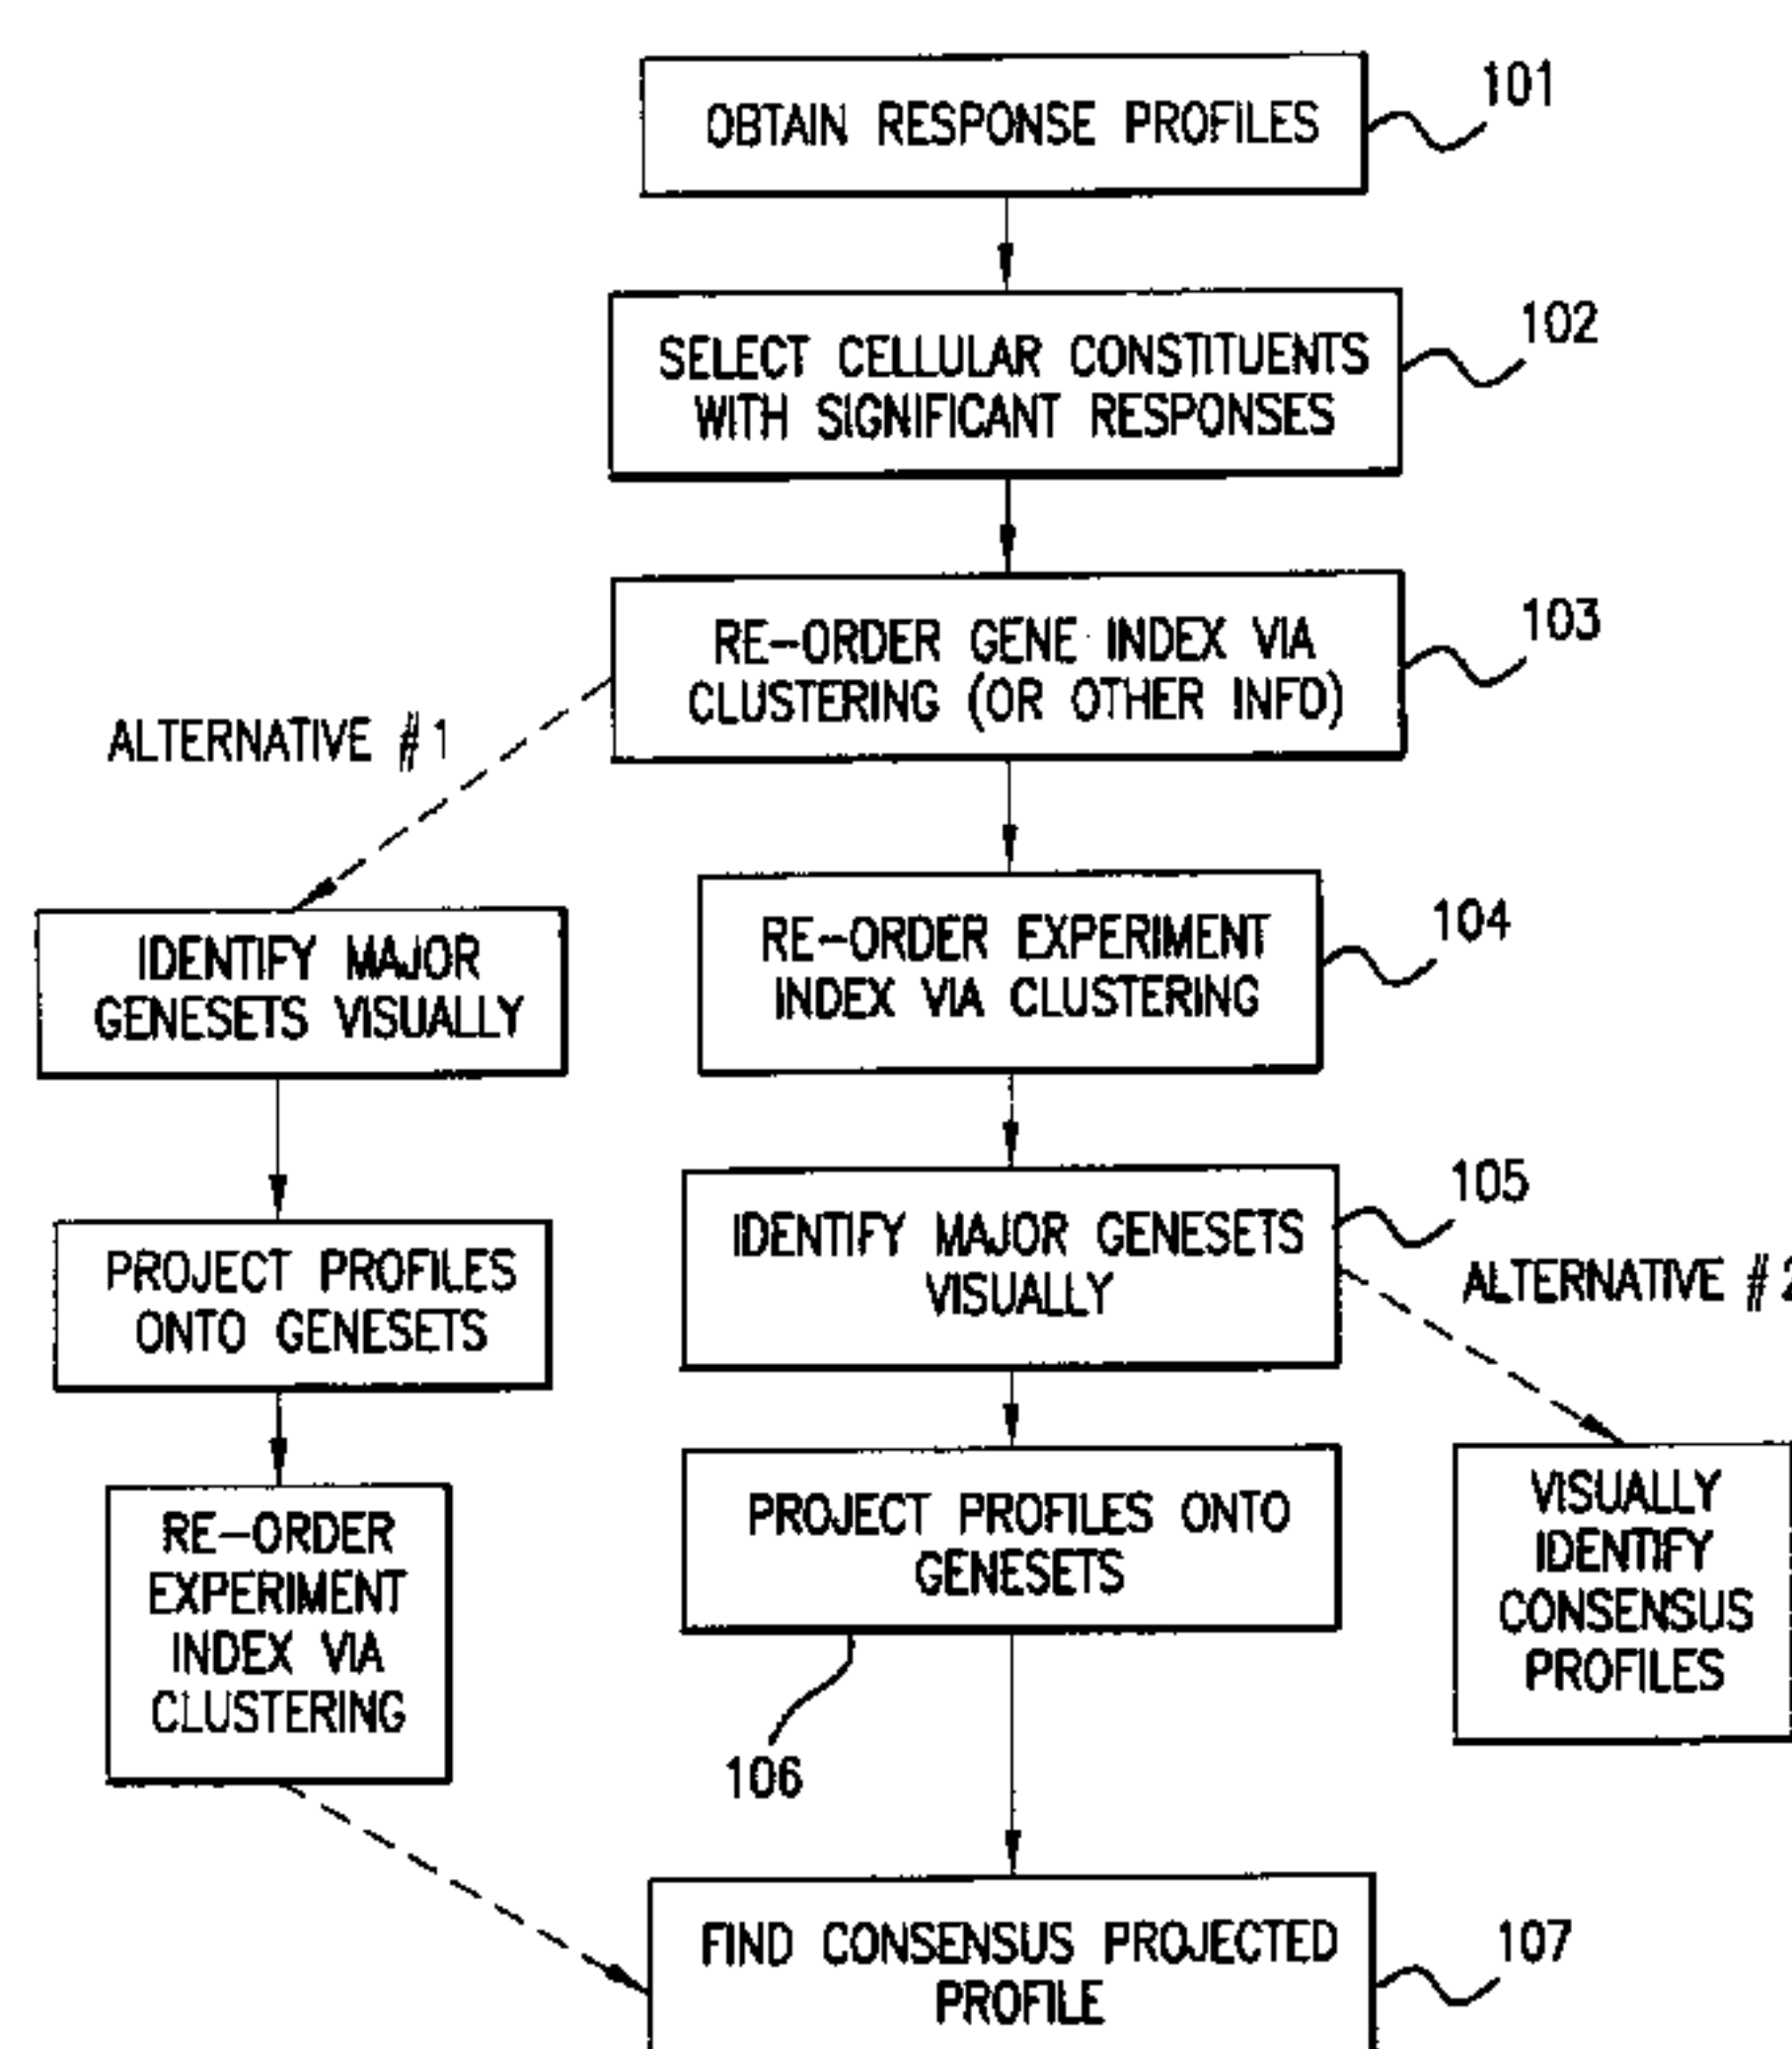 OBTAIN RESPONSE PROFILES
101
SELECT CELLULAR CONSTITUENTS
WITH SIGNIFICANT RESPONSES
102
RE-ORDER GENE INDEX VIA
CLUSTERING (OR OTHER INFO)
103
ALTERNATIVE #1
IDENTIFY MAJOR
GENESETS VISUALLY
RE-ORDER EXPERIMENT
INDEX VIA CLUSTERING
104
PROJECT PROFILES
ONTO GENESETS
IDENTIFY MAJOR GENESETS
VISUALLY
105
ALTERNATIVE #2
RE-ORDER
EXPERIMENT
INDEX VIA
CLUSTERING
PROJECT PROFILES ONTO
GENESETS
106
VISUALLY
IDENTIFY
CONSENSUS
PROFILES
FIND CONSENSUS PROJECTED
PROFILE
107